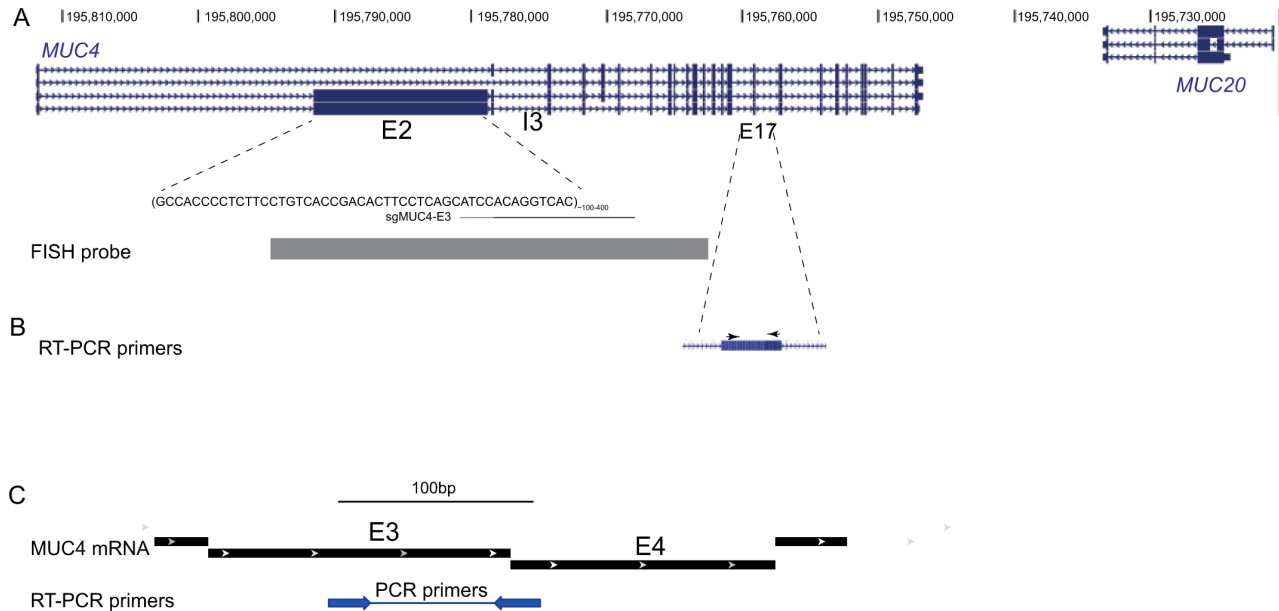 A
195,810,000 195,800,000 195,790,000 195,780,000 195,770,000 195,760,000 195,750,000 195,740,000 195,730,000
MUC4
MUC20
E2
I3
E17
(GCCACCCCTCTTCCTGTCACCGACACTTCCTCAGCATCCACAGGTCAC)~100-400
sgMUC4-E3
FISH probe
B
RT-PCR primers
C
100bp
E3
MUC4 mRNA
E4
PCR primers
RT-PCR primers